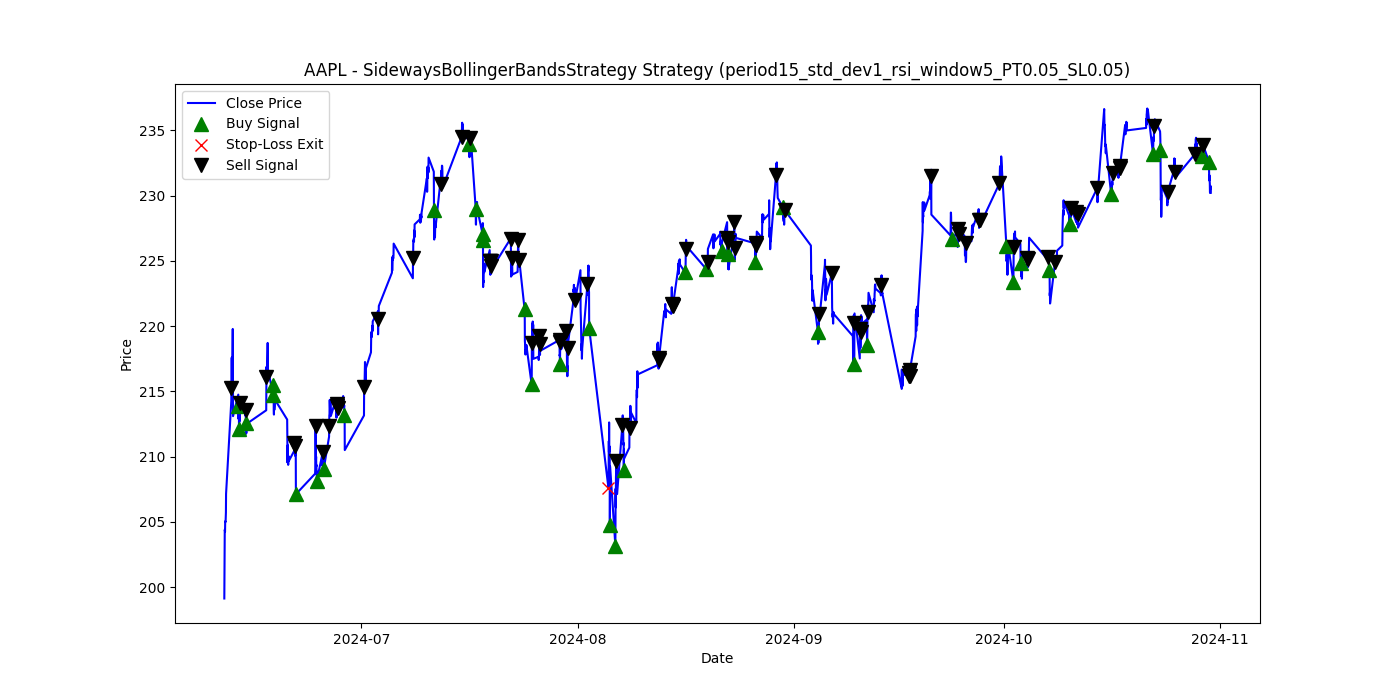 AAPL - SidewaysBollingerBandsStrategy Strategy (period15_std_dev1_rsi_window5_PT0.05_SL0.05)
Close Price
Buy Signal
Stop-Loss Exit
Sell Signal
Price
235
230
225
220
215
210
205
200
2024-07
2024-08
2024-09
2024-10
2024-11
Date